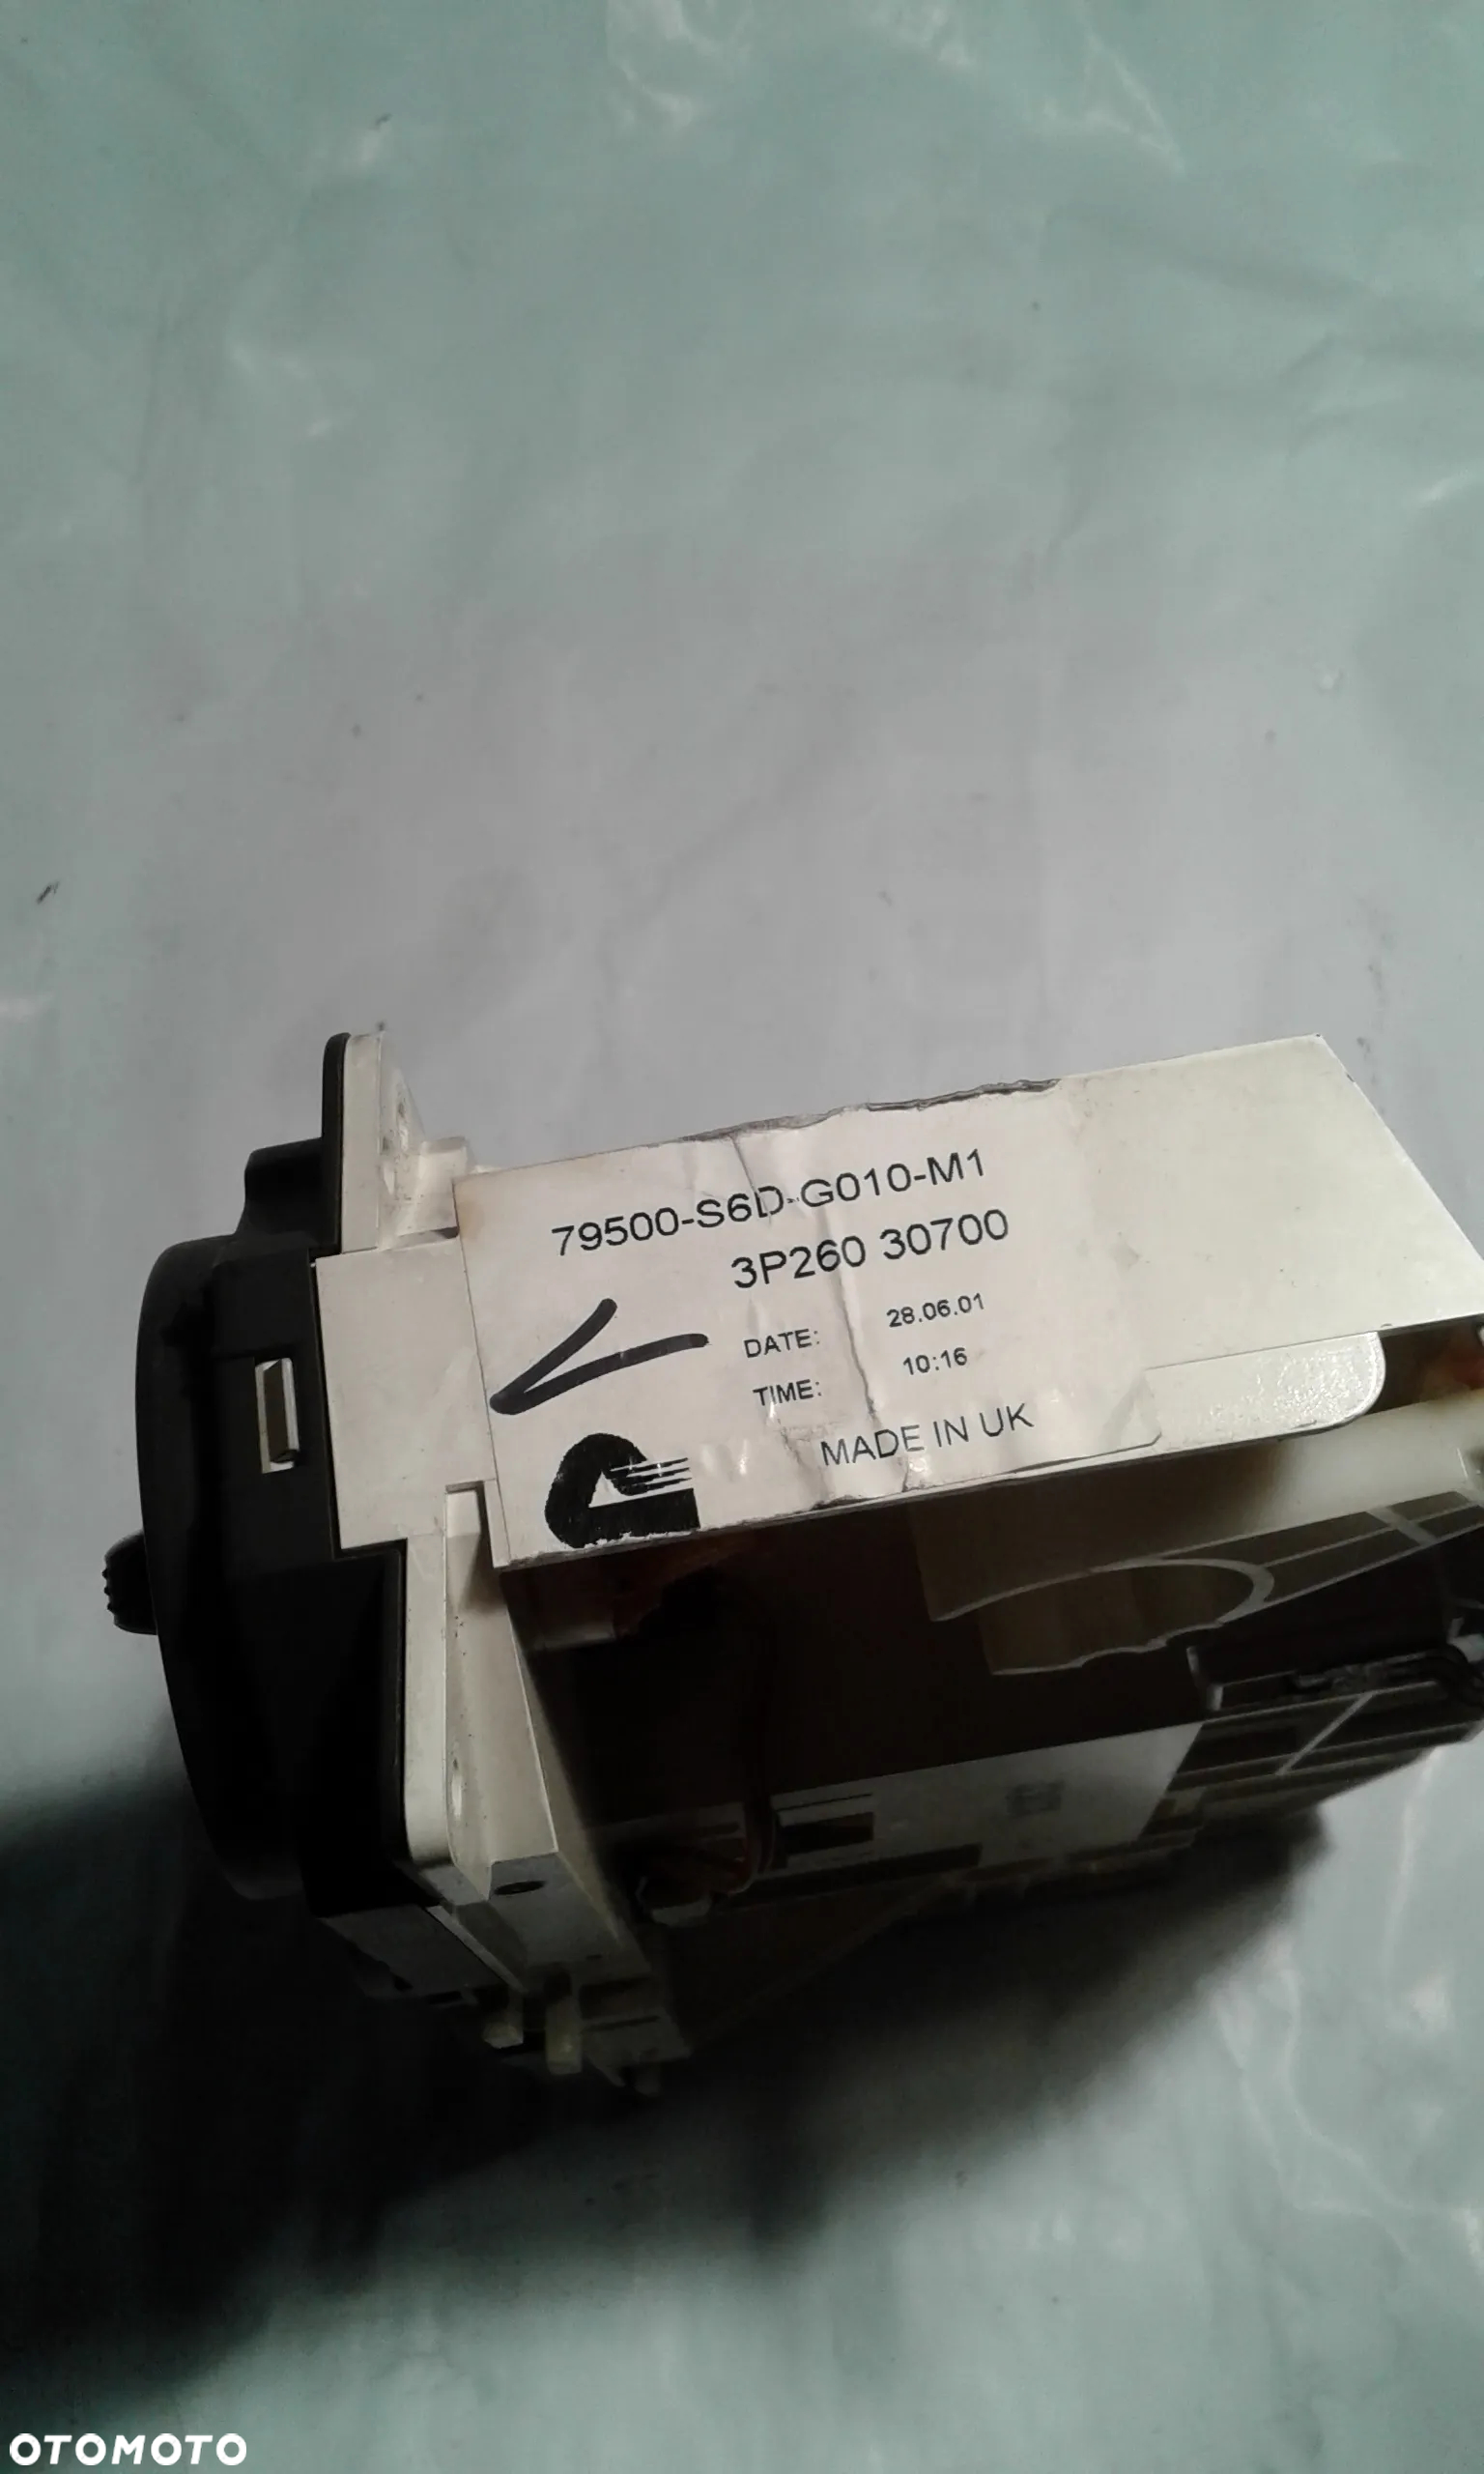 79500-S6D-G010-M1
3P260 30700
DATE: 28.06.01
TIME: 10:16
MADE IN UK
OTOMOTO